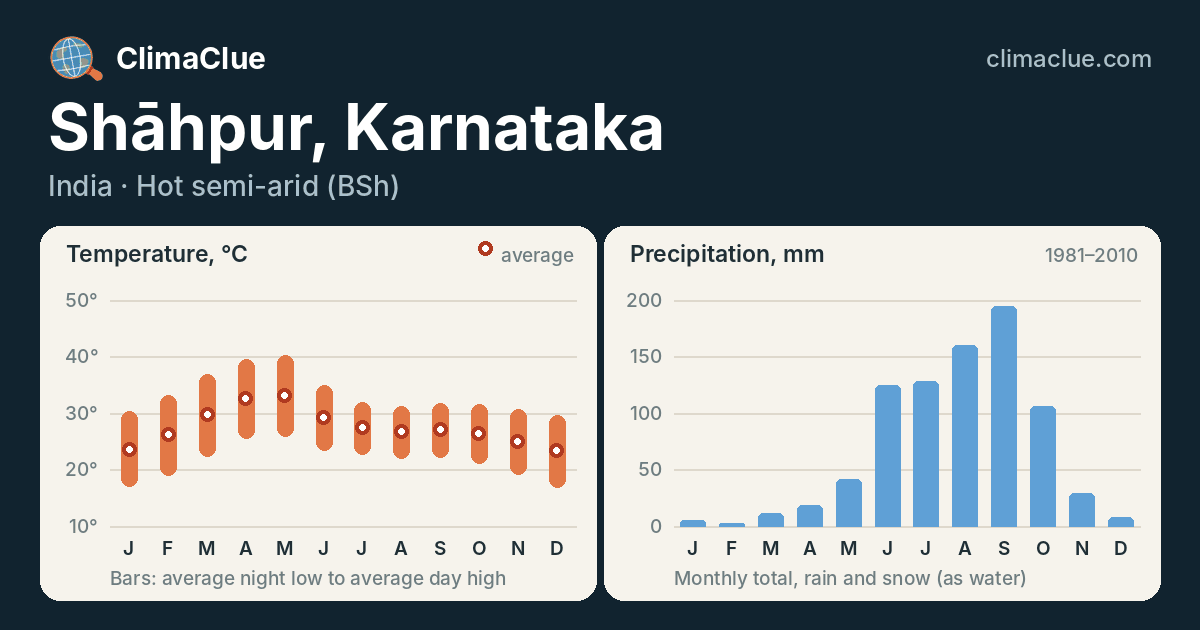 ClimaClue
climaclue.com
Shāhpur, Karnataka
India · Hot semi-arid (BSh)
Temperature, °C
average
50°
40°
30°
20°
10°
J F M A M J J A S O N D
Bars: average night low to average day high
Precipitation, mm
1981–2010
200
150
100
50
0
J F M A M J J A S O N D
Monthly total, rain and snow (as water)